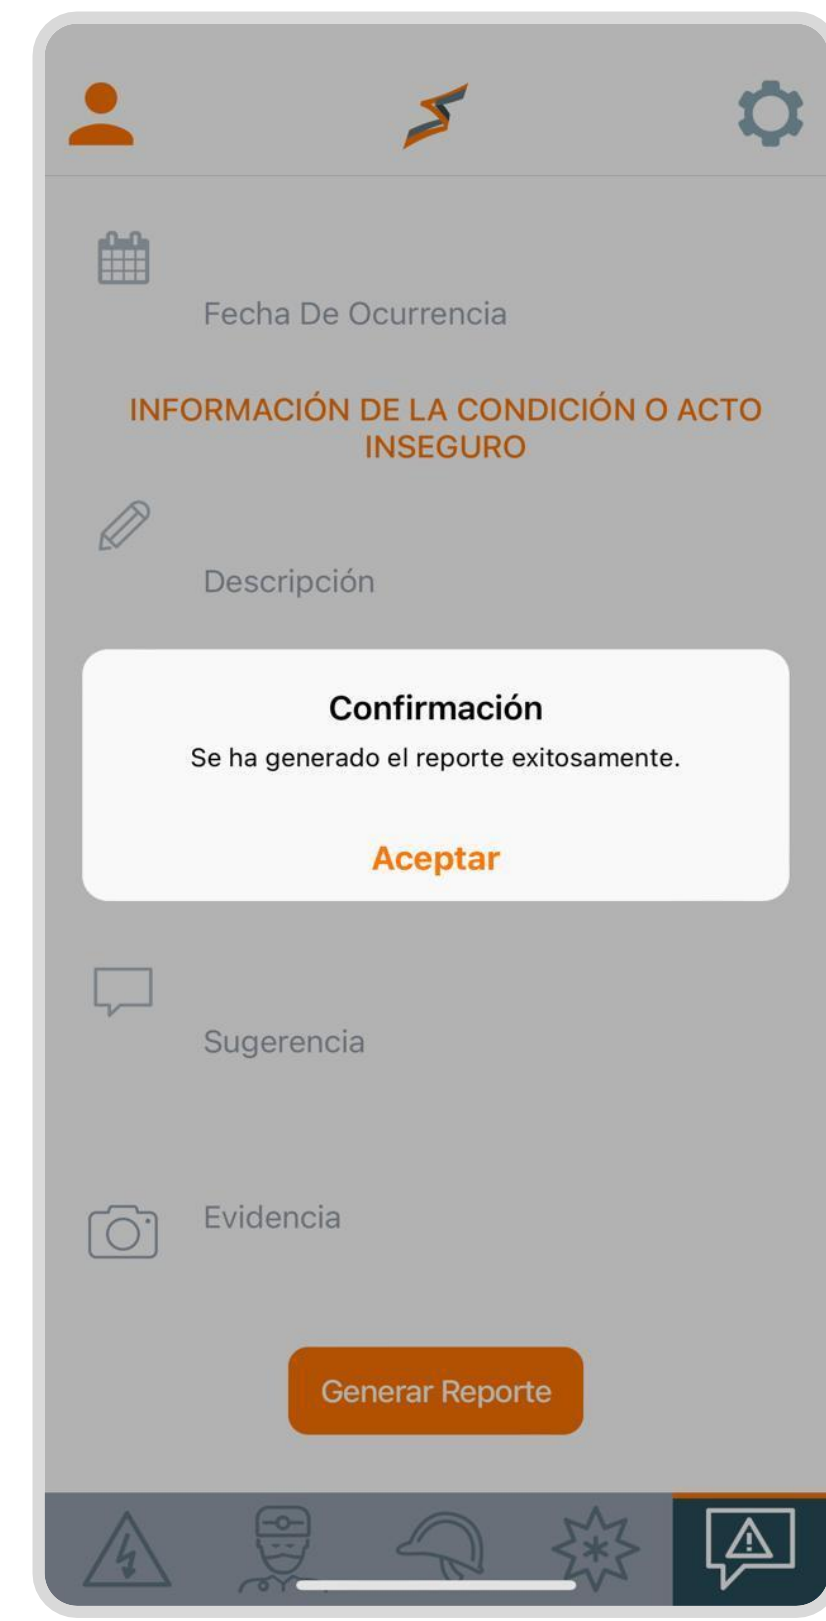 Fecha De Ocurrencia
INFORMACIÓN DE LA CONDICIÓN O ACTO
INSEGURO
Descripción
Confirmación
Se ha generado el reporte exitosamente.
Aceptar
Sugerencia
Evidencia
Generar Reporte